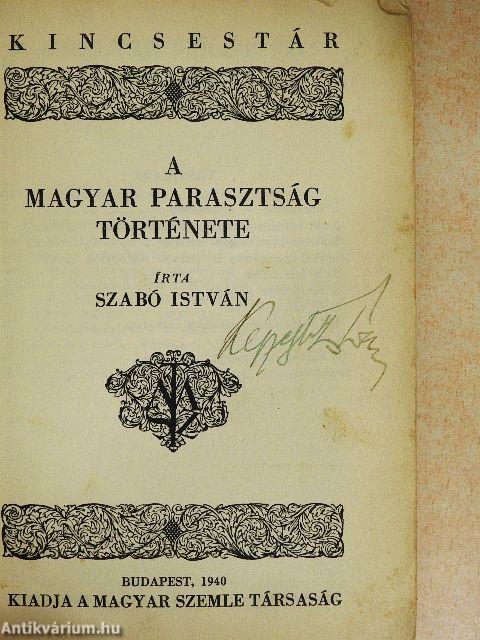 KINCSESTÁR
A
MAGYAR PARASZTSÁG
TÖRTÉNETE
ÍRTA
SZABÓ ISTVÁN
BUDAPEST, 1940
KIADJA A MAGYAR SZEMLE TÁRSASÁG
Antikvárium.hu